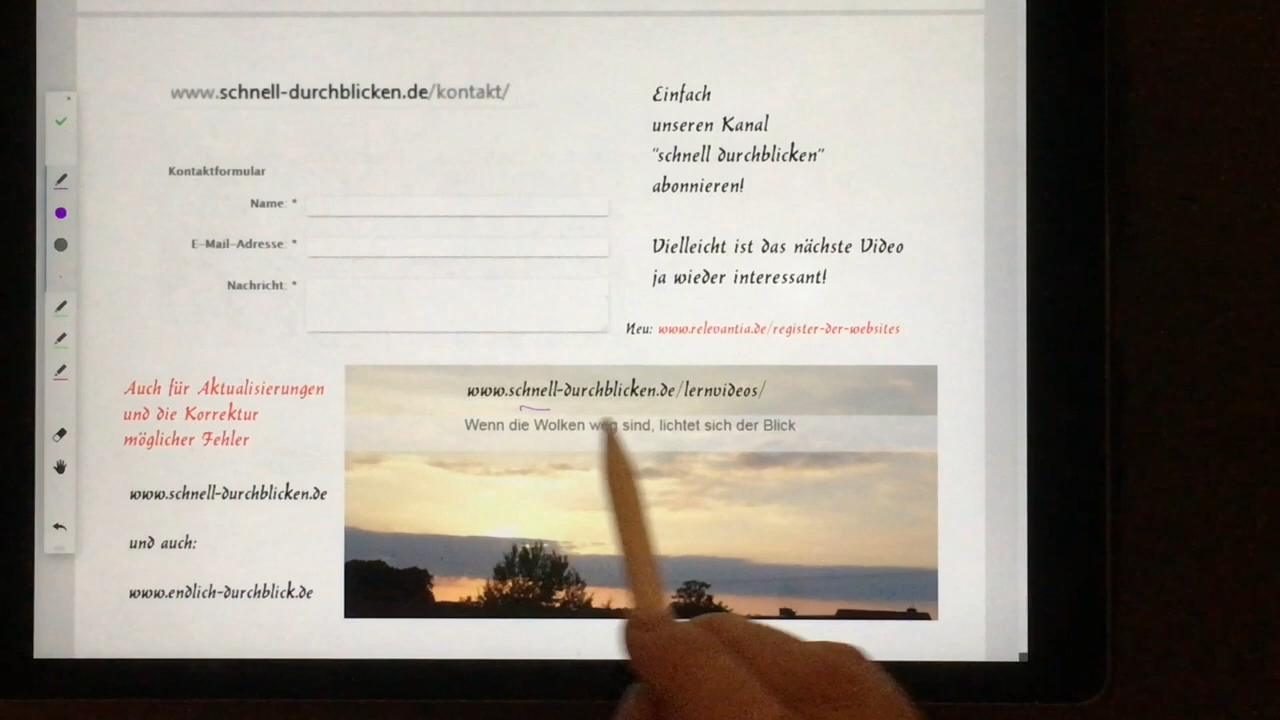 www.schnell-durchblicken.de/kontakt/
Kontaktformular
Name: *
E-Mail-Adresse: *
Nachricht: *
Einfach
unseren Kanal
"schnell durchblicken"
abonnieren!
Vielleicht ist das nächste Video
ja wieder interessant!
Neu: www.relevantia.de/register-der-websites
Auch für Aktualisierungen
und die Korrektur
möglicher Fehler
www.schnell-durchblicken.de
und auch:
www.endlich-durchblick.de
www.schnell-durchblicken.de/lernvideos/
Wenn die Wolken weg sind, lichtet sich der Blick